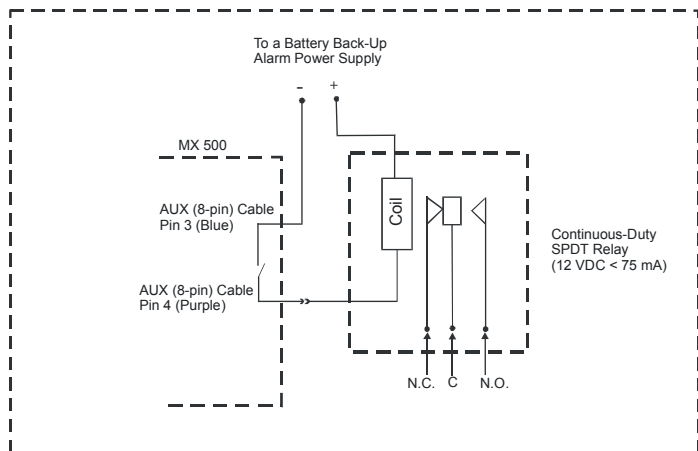 To a Battery Back-Up
Alarm Power Supply
- +
MX 500
AUX (8-pin) Cable
Pin 3 (Blue)
Coil
Continuous-Duty
SPDT Relay
(12 VDC < 75 mA)
AUX (8-pin) Cable
Pin 4 (Purple)
N.C. C N.O.